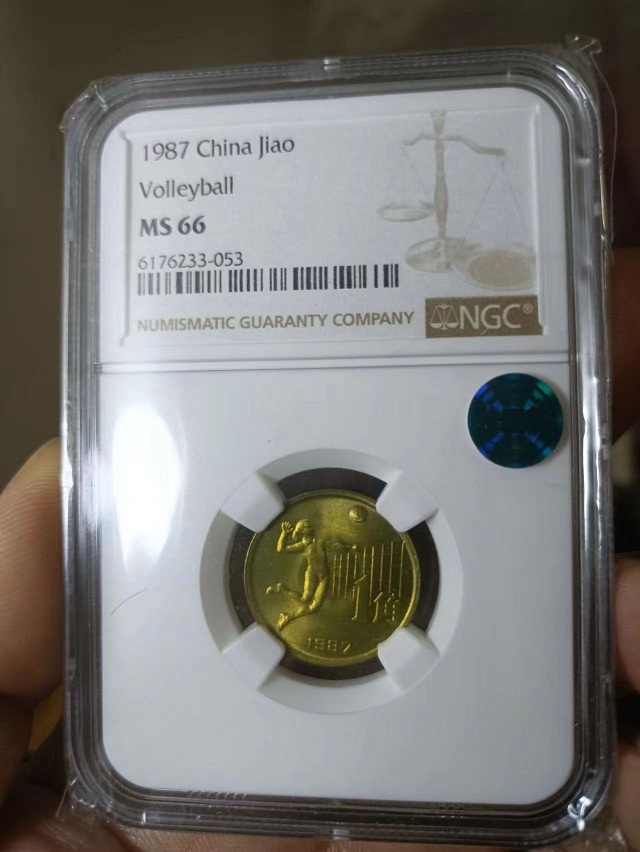 1987 China Jiao
Volleyball
MS 66
6176233-053
NUMISMATIC GUARANTY COMPANY
NGC®
1角
1987